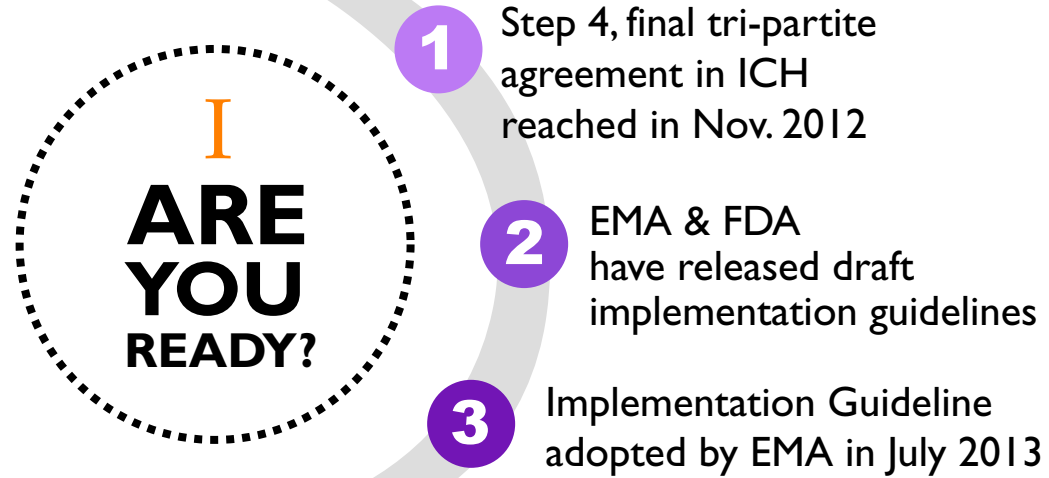 I
ARE
YOU
READY?
1
Step 4, final tri-partite
agreement in ICH
reached in Nov. 2012
2
EMA & FDA
have released draft
implementation guidelines
3
Implementation Guideline
adopted by EMA in July 2013